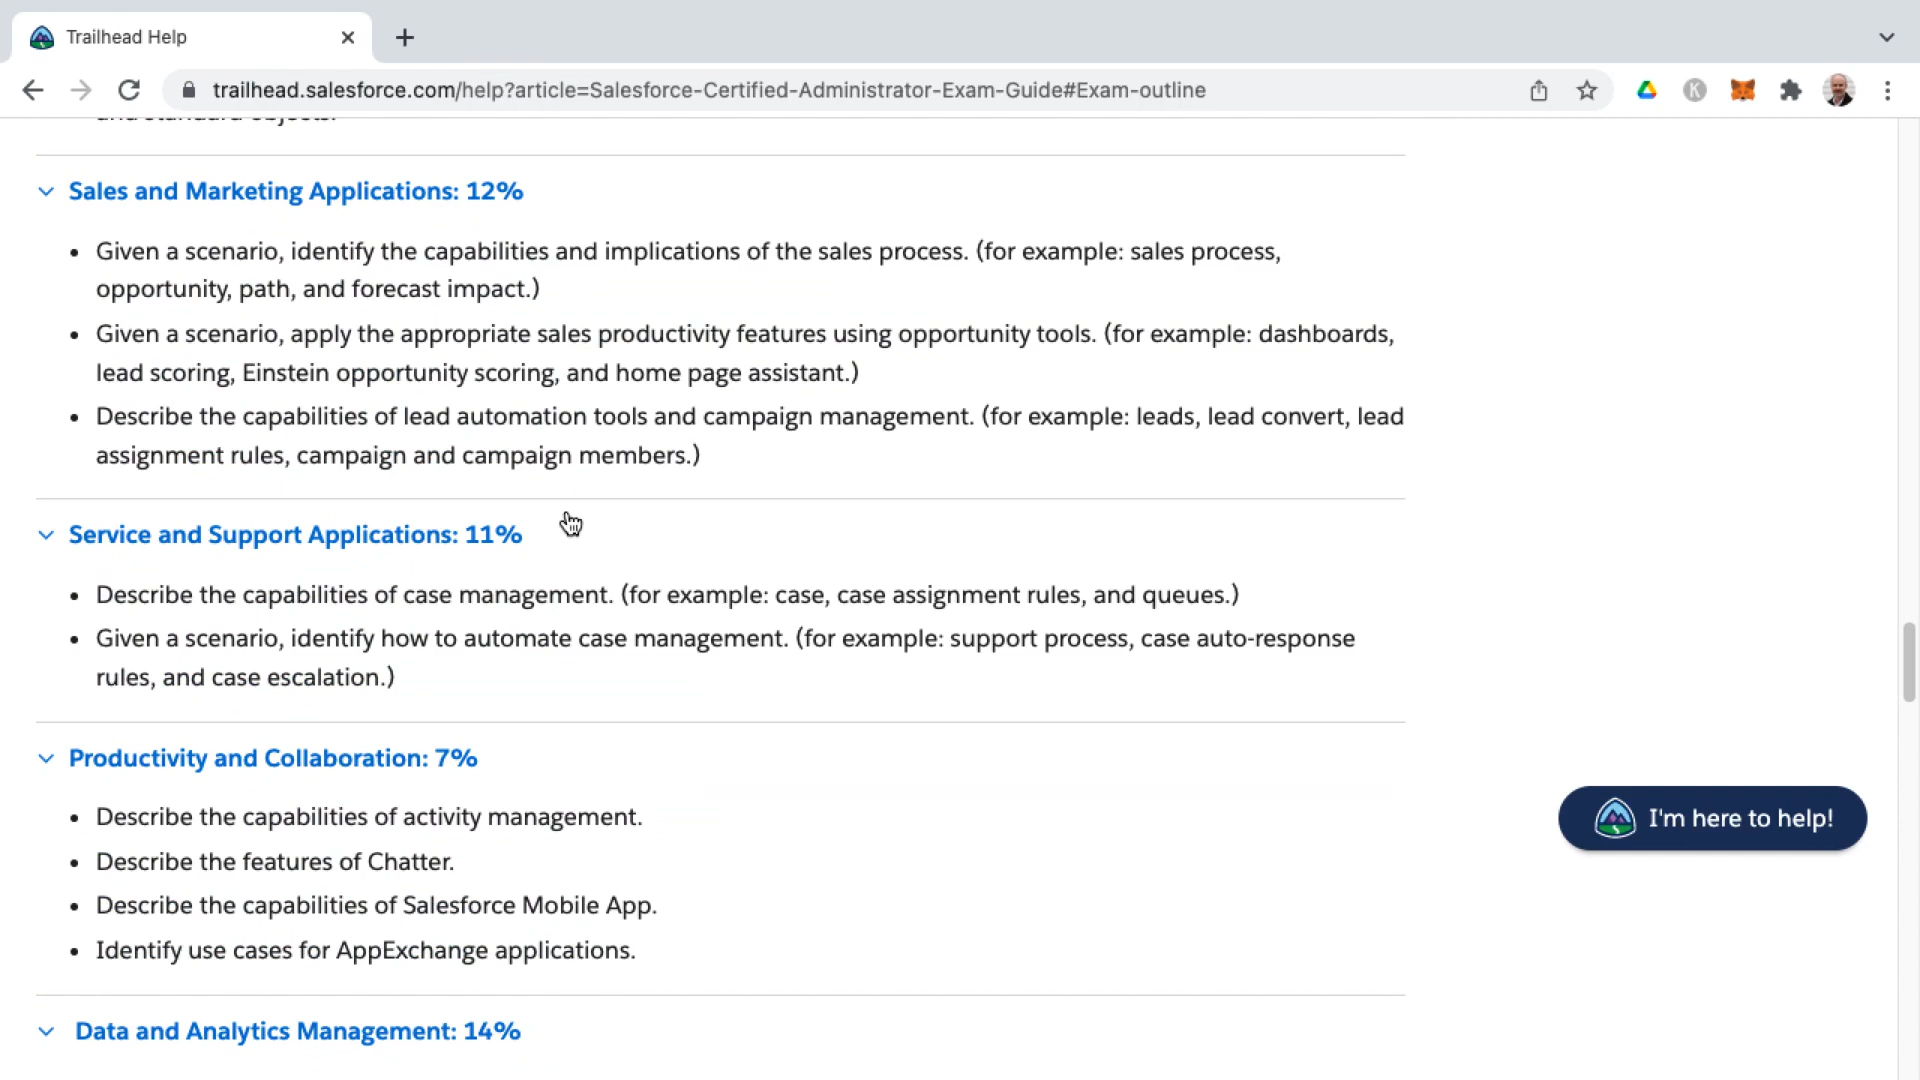 Trailhead Help
trailhead.salesforce.com/help?article=Salesforce-Certified-Administrator-Exam-Guide#Exam-outline
K
and standard objects.
Sales and Marketing Applications: 12%
• Given a scenario, identify the capabilities and implications of the sales process. (for example: sales process,
opportunity, path, and forecast impact.)
• Given a scenario, apply the appropriate sales productivity features using opportunity tools. (for example: dashboards,
lead scoring, Einstein opportunity scoring, and home page assistant.)
• Describe the capabilities of lead automation tools and campaign management. (for example: leads, lead convert, lead
assignment rules, campaign and campaign members.)
Service and Support Applications: 11%
• Describe the capabilities of case management. (for example: case, case assignment rules, and queues.)
• Given a scenario, identify how to automate case management. (for example: support process, case auto-response
rules, and case escalation.)
Productivity and Collaboration: 7%
• Describe the capabilities of activity management.
• Describe the features of Chatter.
• Describe the capabilities of Salesforce Mobile App.
• Identify use cases for AppExchange applications.
I'm here to help!
Data and Analytics Management: 14%